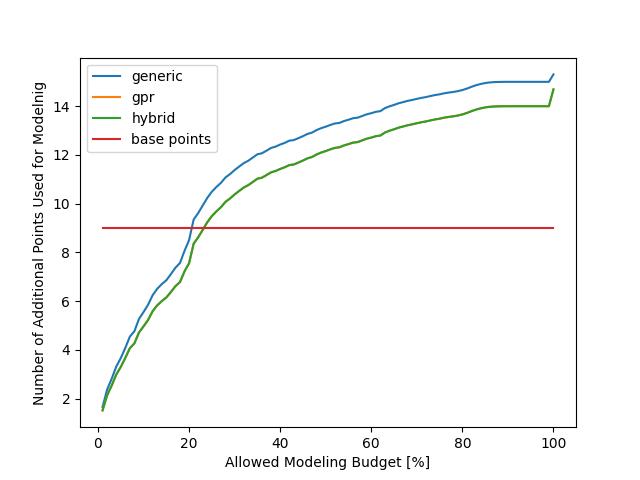 generic
gpr
hybrid
base points
Number of Additional Points Used for Modelnig
14
12
10
8
6
4
2
0 20 40 60 80 100
Allowed Modeling Budget [%]